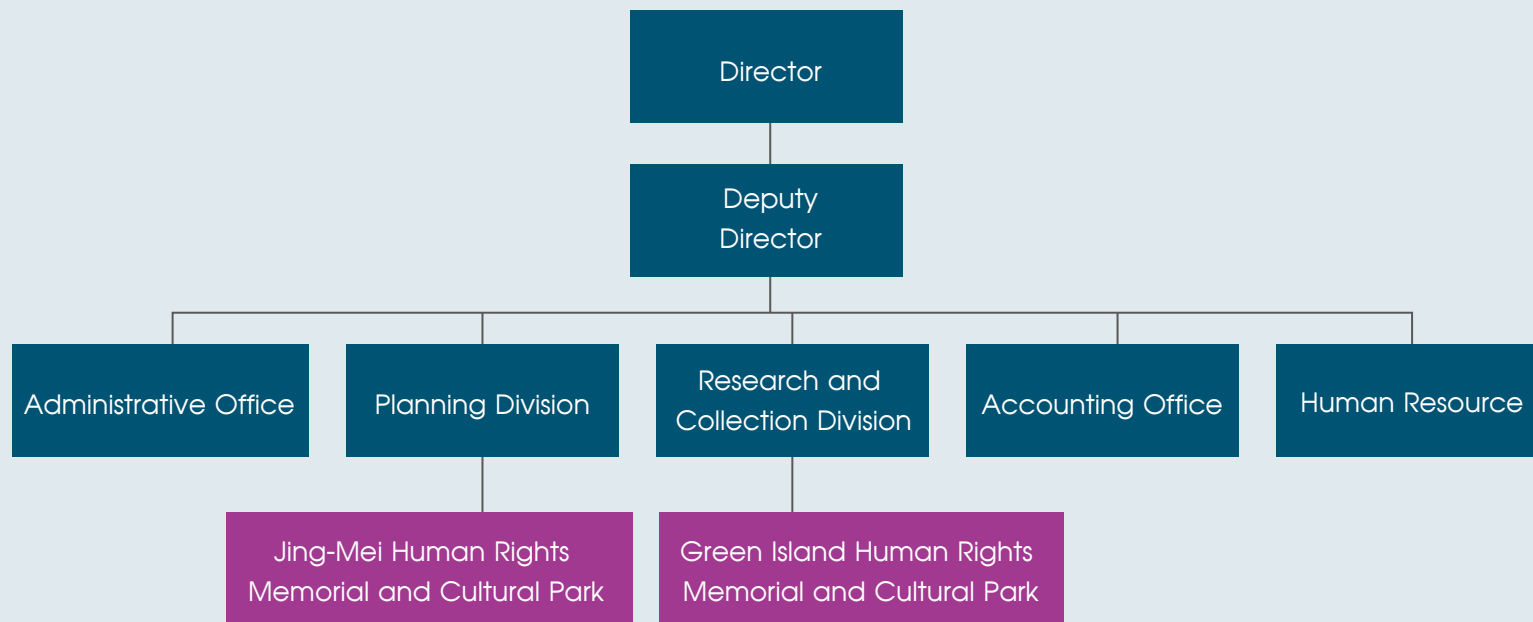 Director
Deputy
Director
Administrative Office
Planning Division
Research and
Collection Division
Accounting Office
Human Resource
Jing-Mei Human Rights
Memorial and Cultural Park
Green Island Human Rights
Memorial and Cultural Park